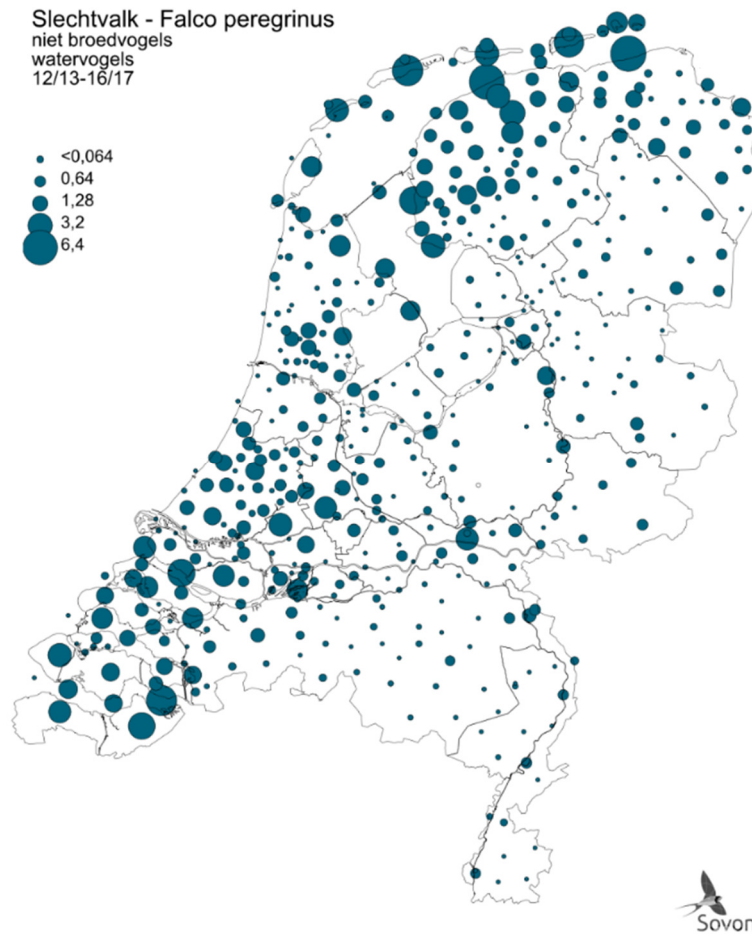 Slechtvalk - Falco peregrinus
niet broedvogels
watervogels
12/13-16/17
<0,064
0,64
1,28
3,2
6,4
Sovon